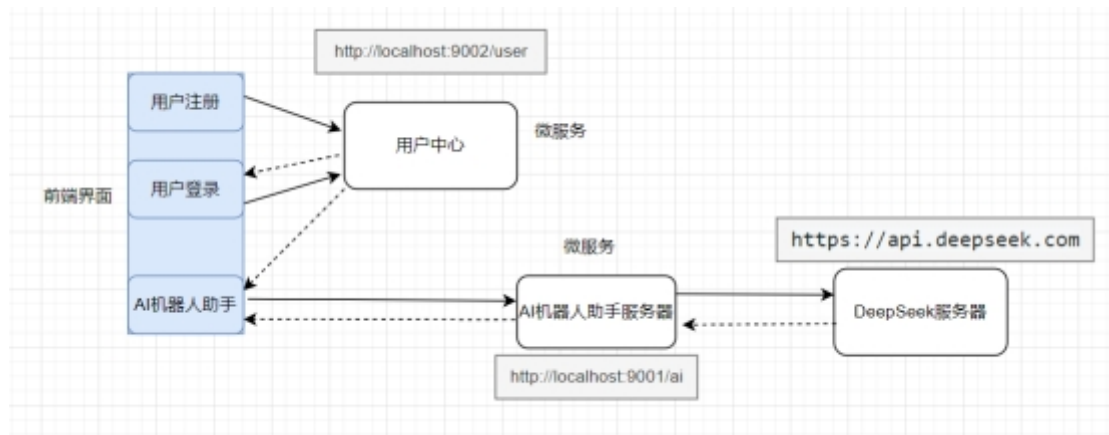 http://localhost:9002/user
用户注册
用户中心
微服务
前端界面
用户登录
微服务
https://api.deepseek.com
AI机器人助手
AI机器人助手服务器
DeepSeek服务器
http://localhost:9001/ai